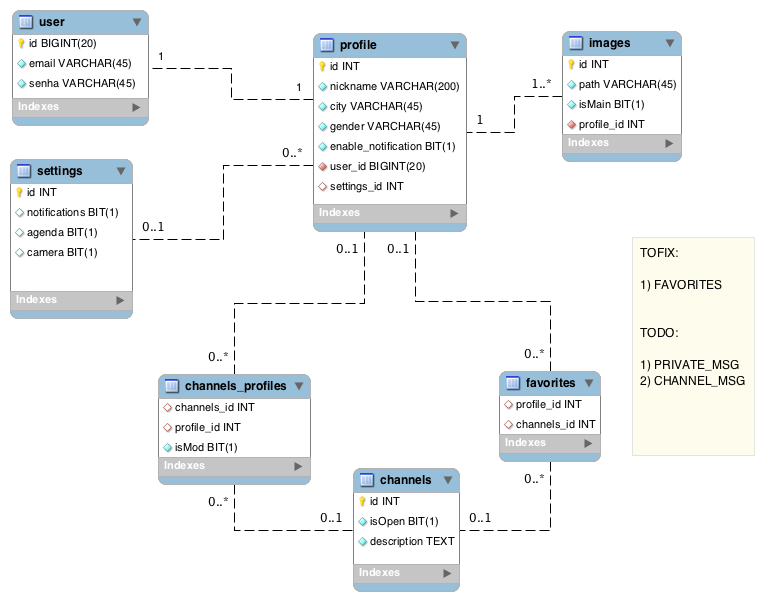 user
id BIGINT(20)
email VARCHAR(45)
senha VARCHAR(45)
Indexes
1
1
profile
id INT
nickname VARCHAR(200)
city VARCHAR(45)
gender VARCHAR(45)
enable_notification BIT(1)
user_id BIGINT(20)
settings_id INT
Indexes
1
1..*
images
id INT
path VARCHAR(45)
isMain BIT(1)
profile_id INT
Indexes
settings
id INT
notifications BIT(1)
agenda BIT(1)
camera BIT(1)
Indexes
0..1
0..*
0..1
0..1
0..*
0..*
TOFIX:
1) FAVORITES
TODO:
1) PRIVATE_MSG
2) CHANNEL_MSG
channels_profiles
channels_id INT
profile_id INT
isMod BIT(1)
Indexes
favorites
profile_id INT
channels_id INT
Indexes
0..*
0..1
0..1
0..*
channels
id INT
isOpen BIT(1)
description TEXT
Indexes